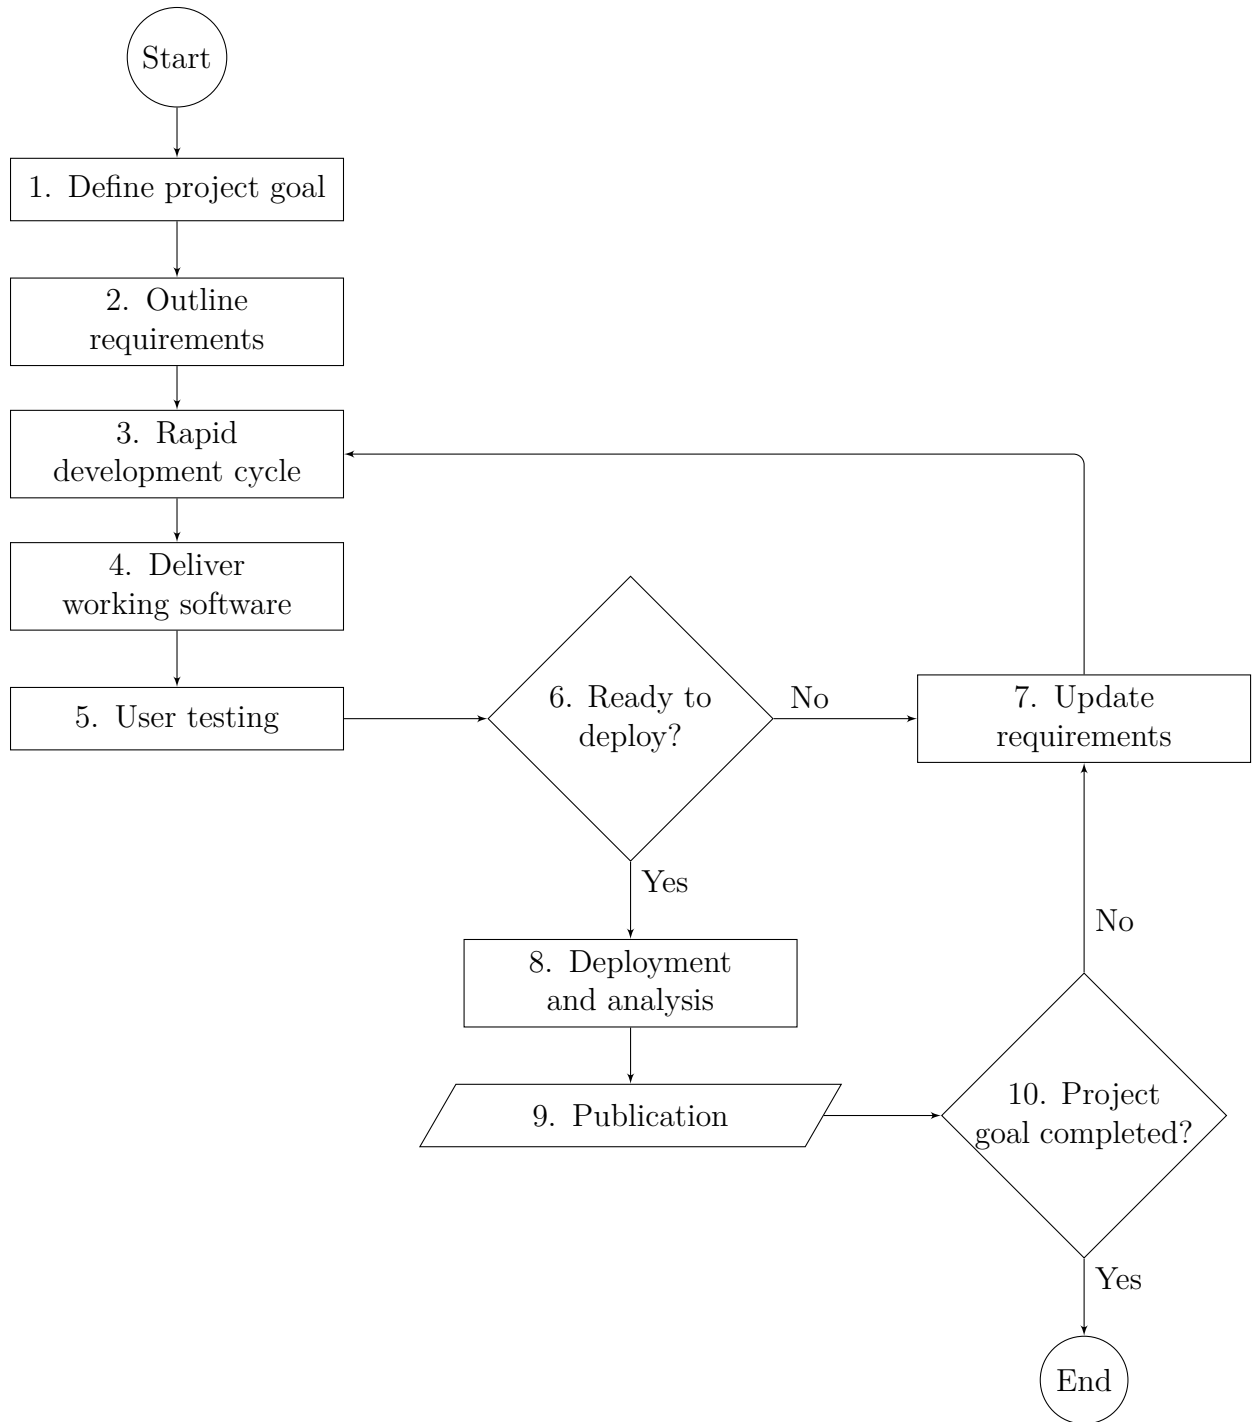 Start
1. Define project goal
2. Outline
requirements
3. Rapid
development cycle
4. Deliver
working software
5. User testing
6. Ready to
deploy?
No
7. Update
requirements
Yes
8. Deployment
and analysis
No
9. Publication
10. Project
goal completed?
Yes
End